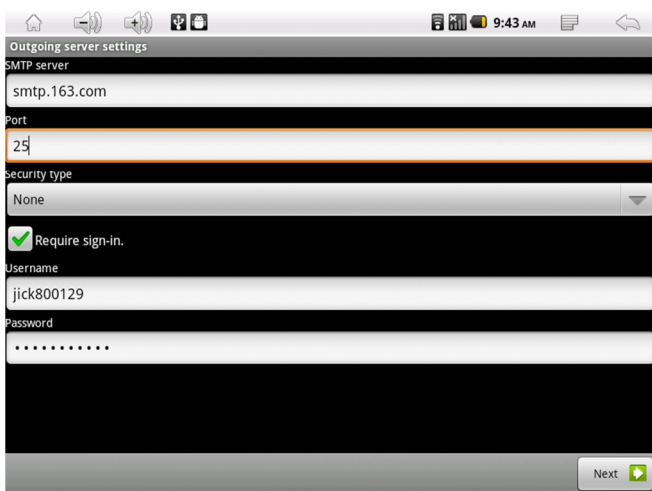 9:43 AM
Outgoing server settings
SMTP server
smtp.163.com
Port
25
Security type
None
Require sign-in.
Username
jick800129
Password
•••••••••••
Next